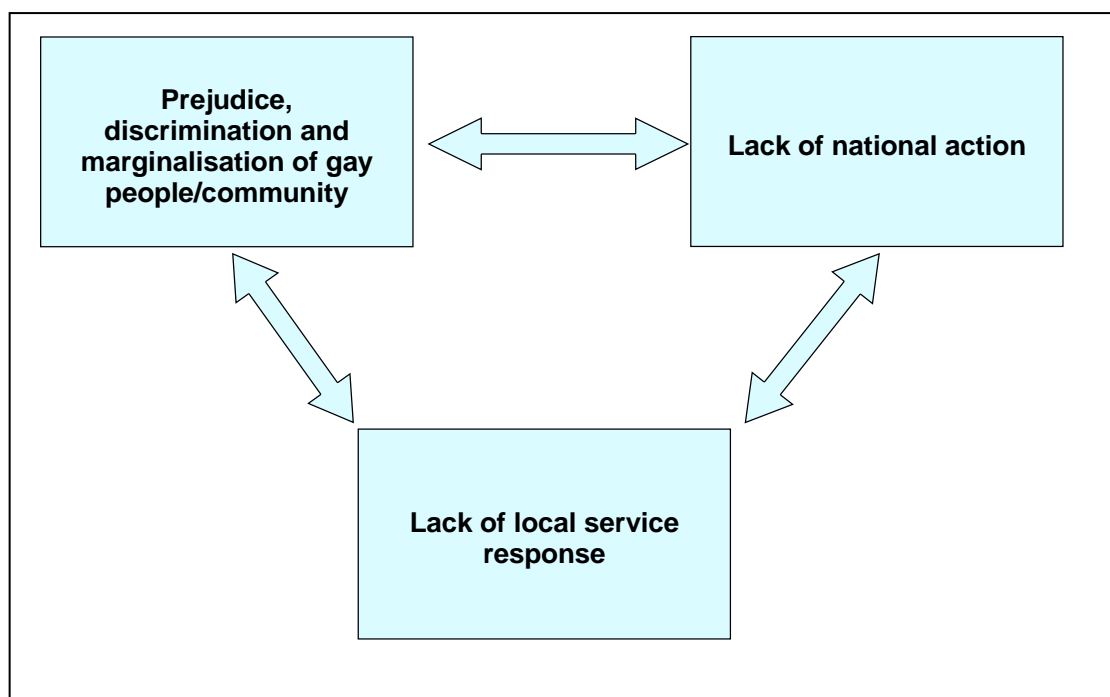 Prejudice,
discrimination and
marginalisation of gay
people/community
Lack of national action
Lack of local service
response